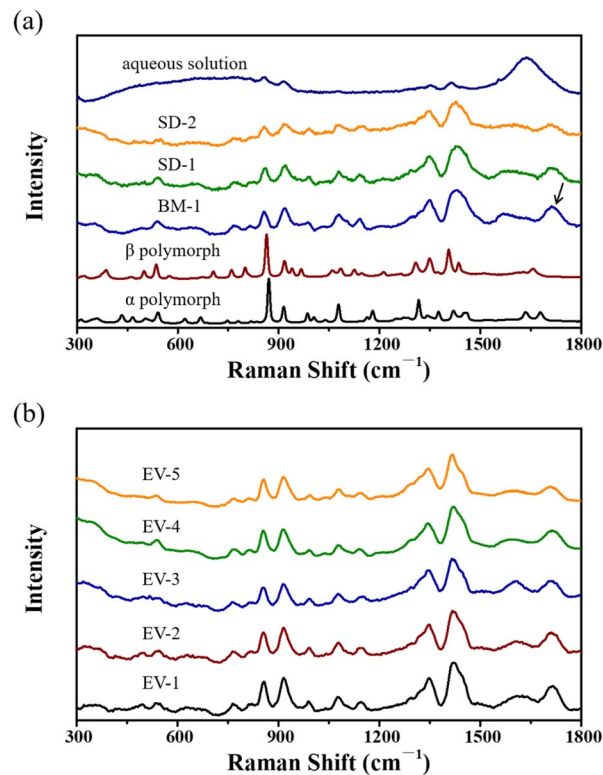 (a)
aqueous solution
SD-2
SD-1
BM-1
β polymorph
α polymorph
Intensity
300 600 900 1200 1500 1800
Raman Shift (cm−1)
(b)
EV-5
EV-4
EV-3
EV-2
EV-1
Intensity
300 600 900 1200 1500 1800
Raman Shift (cm−1)